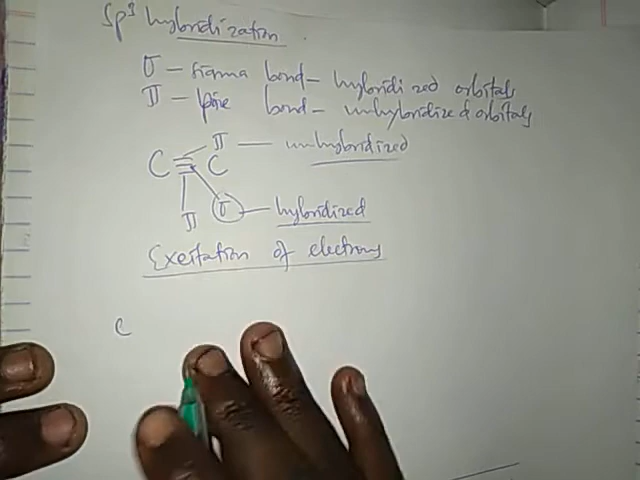 Sp³ hybridization
σ – sigma bond – hybridized orbitals
π – pie bond – unhybridized orbitals
π — unhybridized
C ≡ C
π σ — hybridized
Exeitation of electrons
C